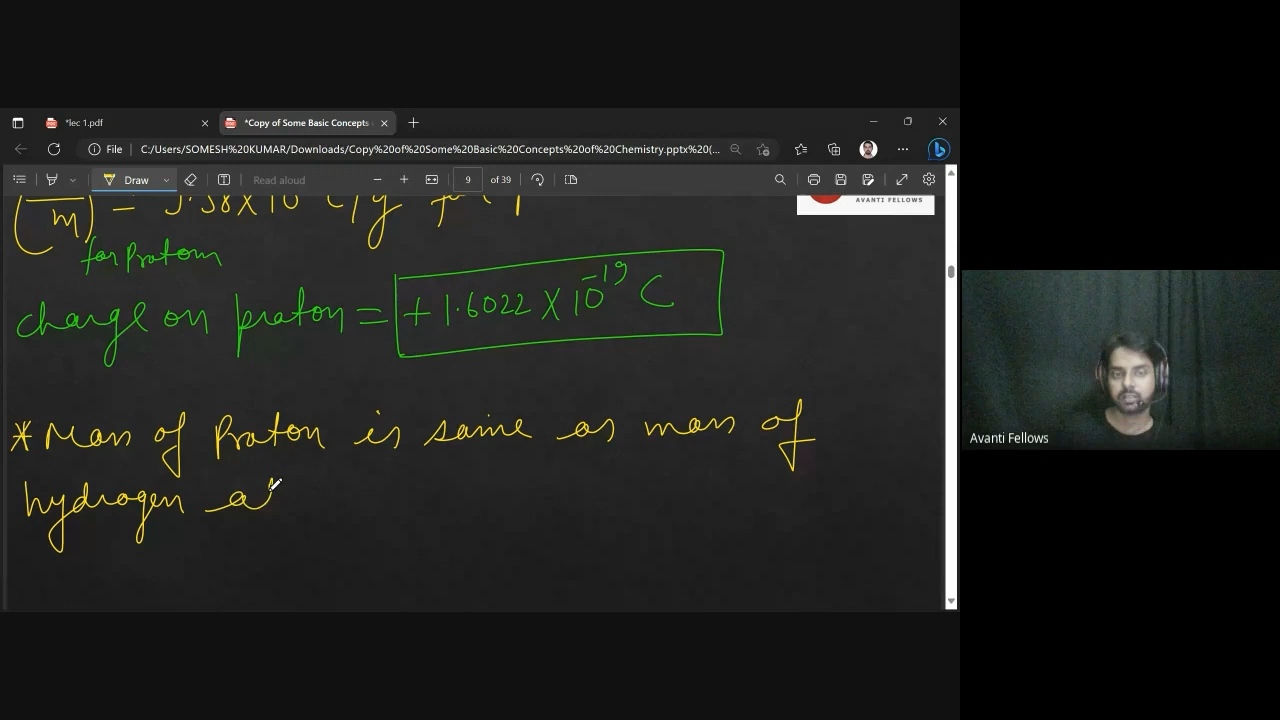 *lec 1.pdf
*Copy of Some Basic Concepts
File C:/Users/SOMESH%20KUMAR/Downloads/Copy%20of%20Some%20Basic%20Concepts%20of%20Chemistry.pptx%20(...
Draw Read aloud 9 of 39
AVANTI FELLOWS
m) =
for Protom
charge on proton = + 1.6022 X 10⁻¹⁹ C
* Mass of Proton is same as mass of
hydrogen a
Avanti Fellows